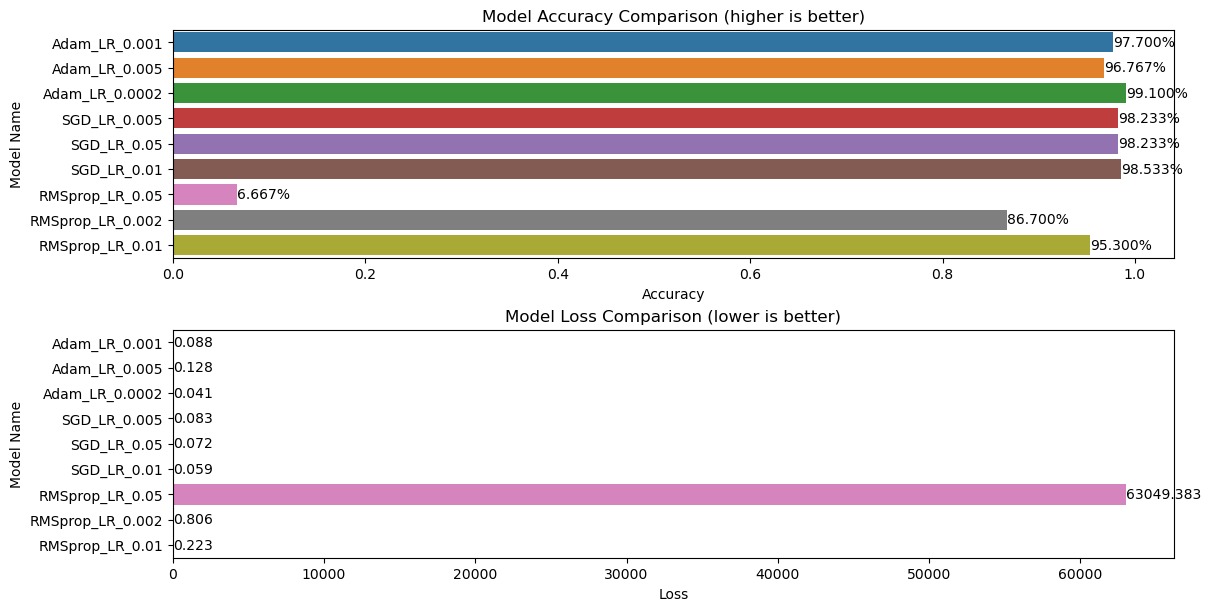 Model Accuracy Comparison (higher is better)
Model Name
Adam_LR_0.001 97.700%
Adam_LR_0.005 96.767%
Adam_LR_0.0002 99.100%
SGD_LR_0.005 98.233%
SGD_LR_0.05 98.233%
SGD_LR_0.01 98.533%
RMSprop_LR_0.05 6.667%
RMSprop_LR_0.002 86.700%
RMSprop_LR_0.01 95.300%
0.0 0.2 0.4 0.6 0.8 1.0
Accuracy
Model Loss Comparison (lower is better)
Model Name
Adam_LR_0.001 0.088
Adam_LR_0.005 0.128
Adam_LR_0.0002 0.041
SGD_LR_0.005 0.083
SGD_LR_0.05 0.072
SGD_LR_0.01 0.059
RMSprop_LR_0.05 63049.383
RMSprop_LR_0.002 0.806
RMSprop_LR_0.01 0.223
0 10000 20000 30000 40000 50000 60000
Loss